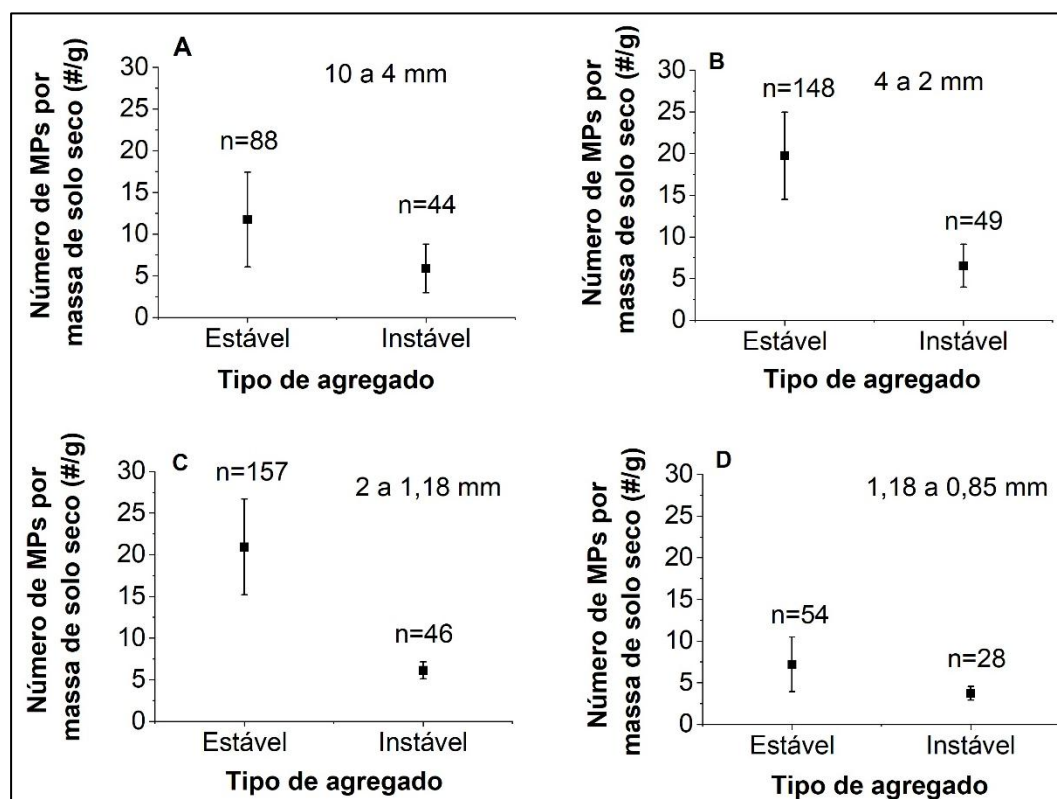 A
10 a 4 mm
Número de MPs por
massa de solo seco (#/g)
30
25
20
15
10
5
0
n=88
n=44
Estável
Instável
Tipo de agregado
B
4 a 2 mm
Número de MPs por
massa de solo seco (#/g)
30
25
20
15
10
5
0
n=148
n=49
Estável
Instável
Tipo de agregado
C
2 a 1,18 mm
Número de MPs por
massa de solo seco (#/g)
30
25
20
15
10
5
0
n=157
n=46
Estável
Instável
Tipo de agregado
D
1,18 a 0,85 mm
Número de MPs por
massa de solo seco (#/g)
30
25
20
15
10
5
0
n=54
n=28
Estável
Instável
Tipo de agregado